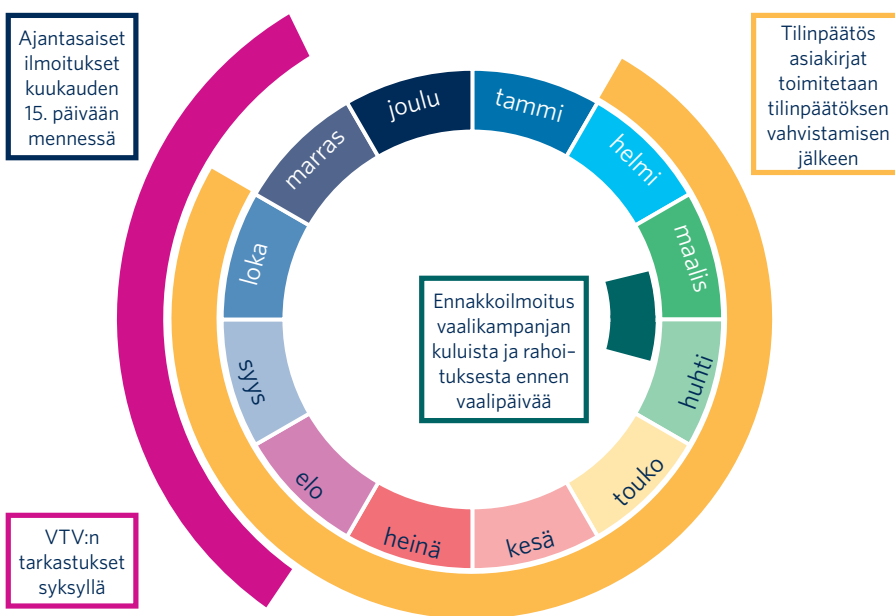 Ajantasaiset
ilmoitukset
kuukauden
15. päivään
mennessä
Tilinpäätös
asiakirjat
toimitetaan
tilinpäätöksen
vahvistamisen
jälkeen
joulu
tammi
helmi
maalis
huhti
touko
kesä
heinä
elo
syys
loka
marras
Ennakkoilmoitus
vaalikampanjan
kuluista ja rahoi-
tuksesta ennen
vaalipäivää
VTV:n
tarkastukset
syksyllä